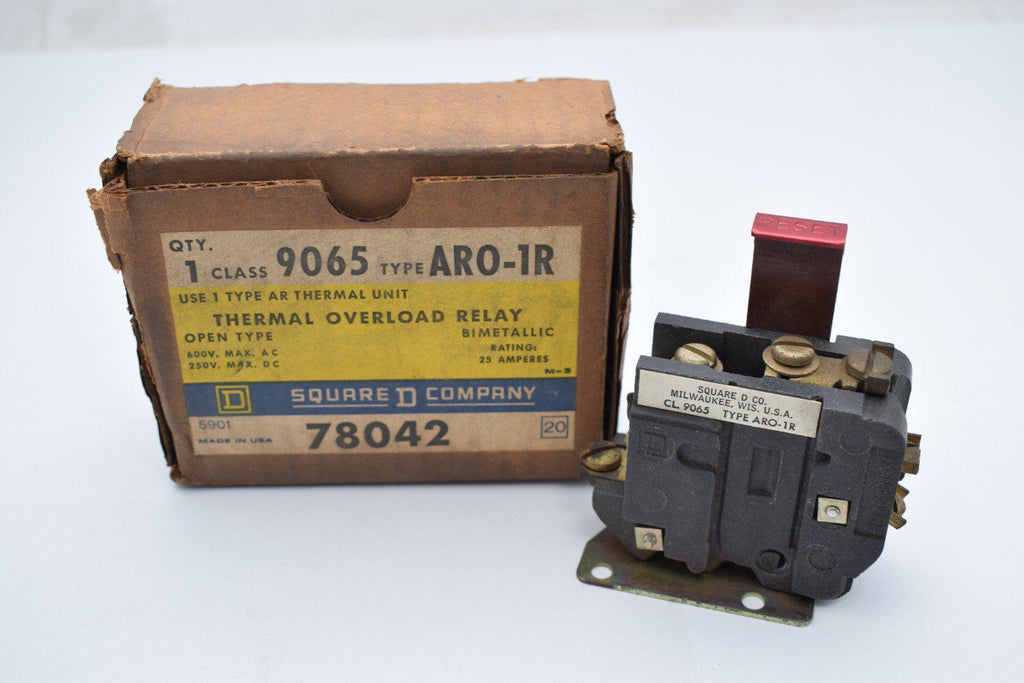 QTY.
1 CLASS 9065 TYPE ARO-1R
USE 1 TYPE AR THERMAL UNIT
THERMAL OVERLOAD RELAY
OPEN TYPE BIMETALLIC
600V. MAX. AC RATING:
250V. MAX. DC 25 AMPERES
M-3
D SQUARE D COMPANY
5901 78042 20
MADE IN USA
RESET
SQUARE D CO.
MILWAUKEE, WIS. U.S.A.
CL. 9065 TYPE ARO-1R
D